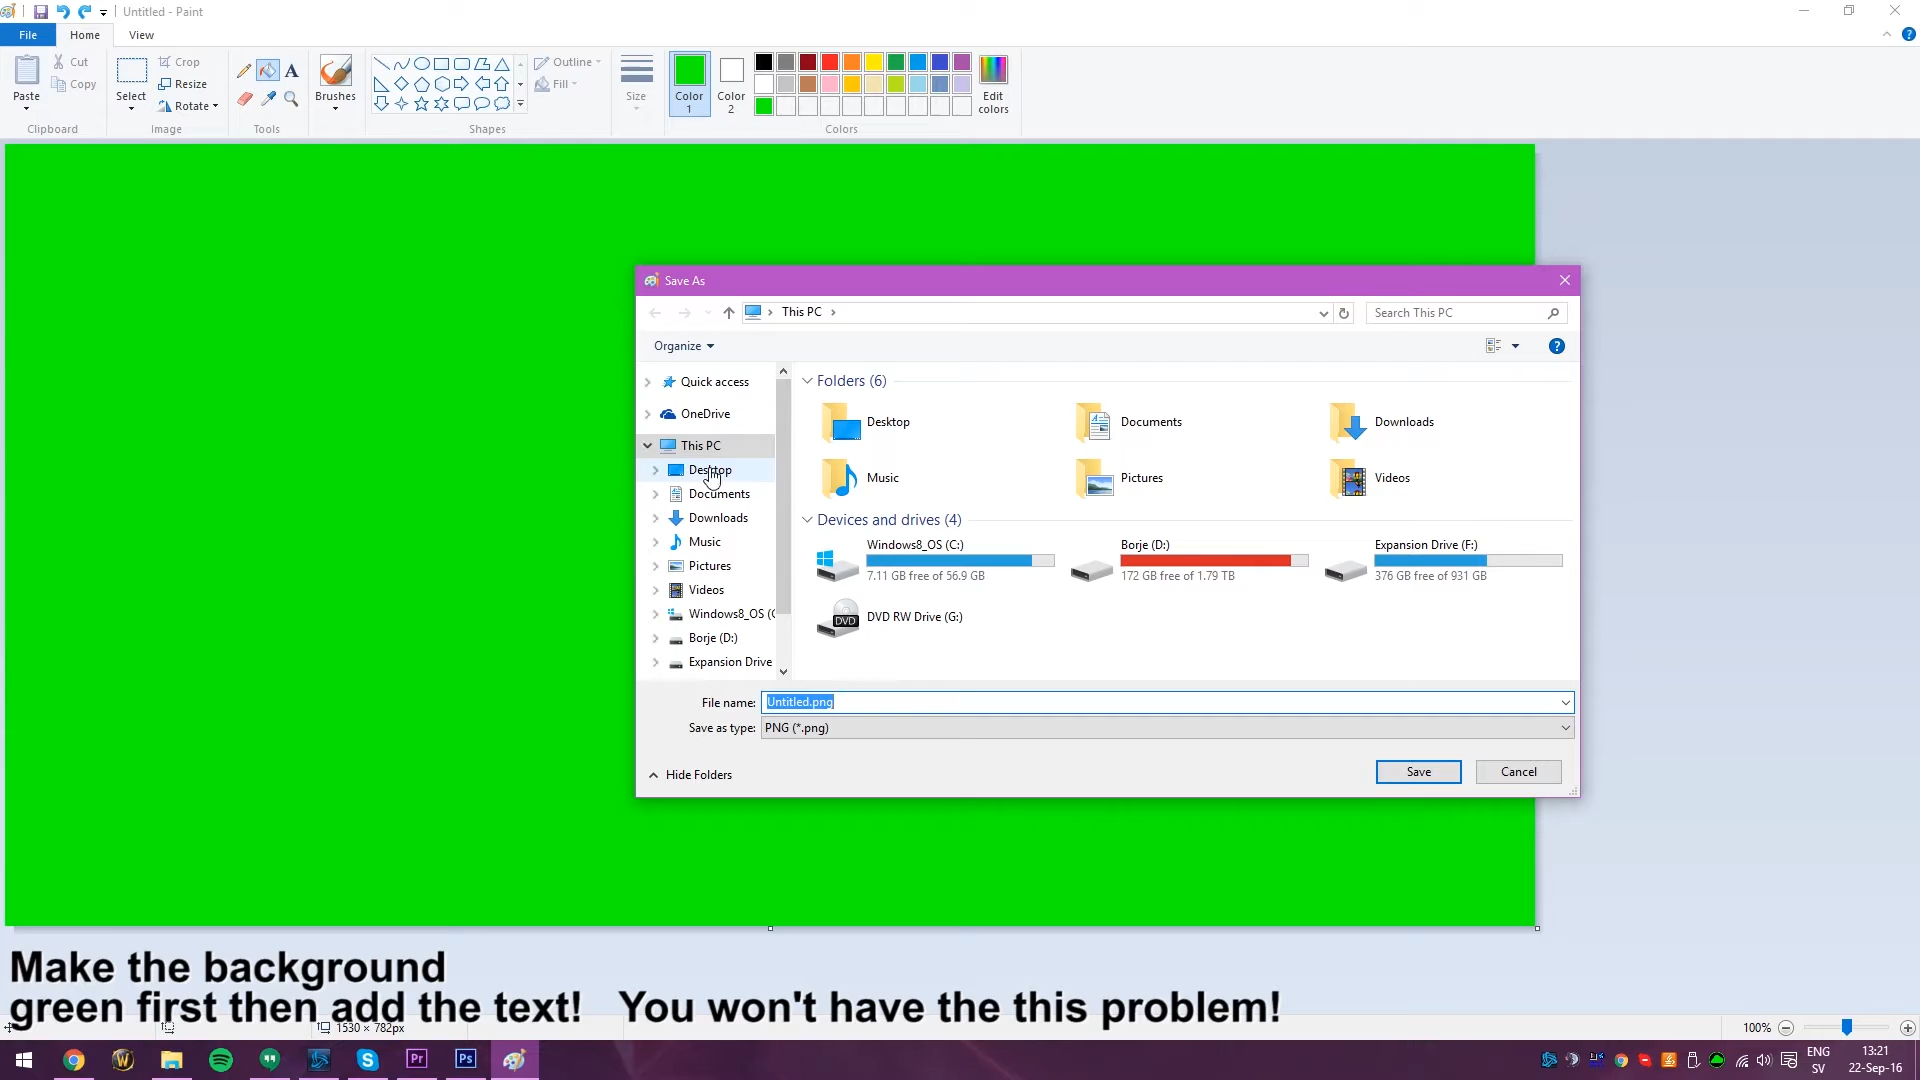 Untitled - Paint
File
Home
View
Paste
Cut
Copy
Clipboard
Select
Crop
Resize
Rotate
Image
A
Tools
Brushes
Shapes
Outline
Fill
Size
Color
1
Color
2
Edit
colors
Colors
Save As
This PC
Search This PC
Organize
Quick access
OneDrive
This PC
Desktop
Documents
Downloads
Music
Pictures
Videos
Windows8_OS (C
Borje (D:)
Expansion Drive
Folders (6)
Desktop
Documents
Downloads
Music
Pictures
Videos
Devices and drives (4)
Windows8_OS (C:)
7.11 GB free of 56.9 GB
Borje (D:)
172 GB free of 1.79 TB
Expansion Drive (F:)
376 GB free of 931 GB
DVD
DVD RW Drive (G:)
File name: Untitled.png
Save as type: PNG (*.png)
Hide Folders
Save
Cancel
Make the background
green first then add the text! You won't have the this problem!
1530 × 782px
100%
Pr
Ps
ENG
SV
13:21
22-Sep-16